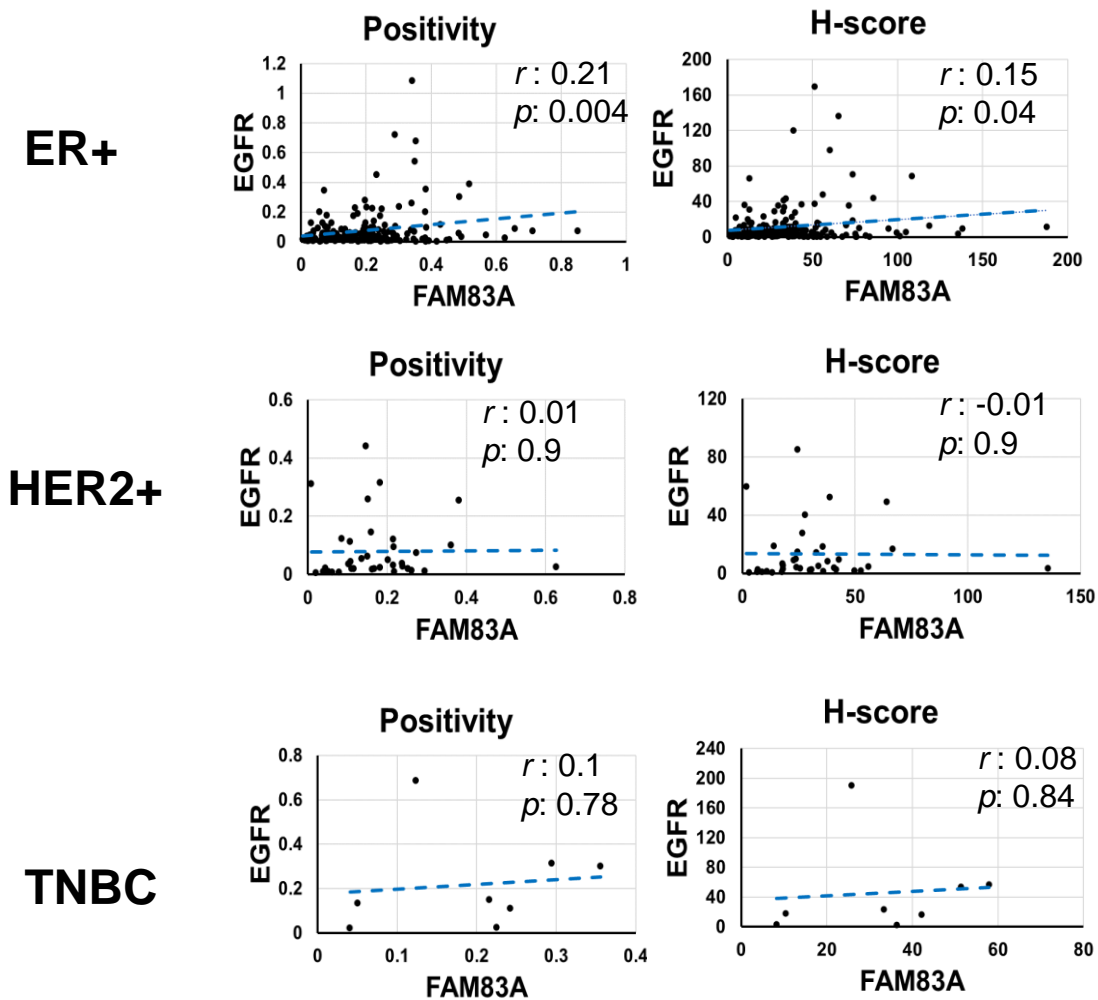 ER+
Positivity
r : 0.21
p: 0.004
EGFR
1.2
1
0.8
0.6
0.4
0.2
0
0 0.2 0.4 0.6 0.8 1
FAM83A
H-score
r : 0.15
p: 0.04
EGFR
200
160
120
80
40
0
0 50 100 150 200
FAM83A
HER2+
Positivity
r : 0.01
p: 0.9
EGFR
0.6
0.4
0.2
0
0 0.2 0.4 0.6 0.8
FAM83A
H-score
r : -0.01
p: 0.9
EGFR
120
80
40
0
0 50 100 150
FAM83A
TNBC
Positivity
r : 0.1
p: 0.78
EGFR
0.8
0.6
0.4
0.2
0
0 0.1 0.2 0.3 0.4
FAM83A
H-score
r : 0.08
p: 0.84
EGFR
240
200
160
120
80
40
0
0 20 40 60 80
FAM83A